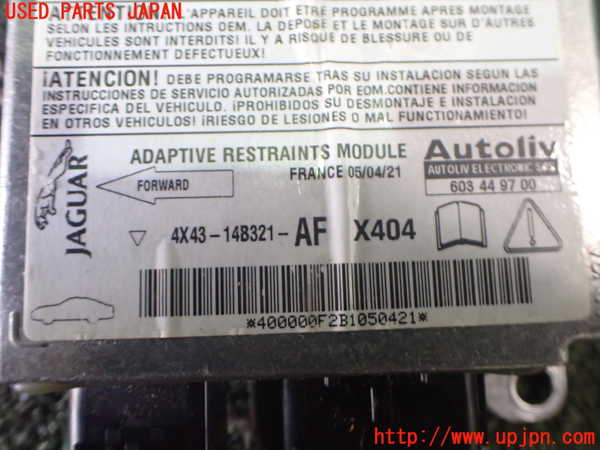 USED PARTS JAPAN
L'APPAREIL DOIT ÊTRE PROGRAMME APRES MONTAGE
SELON LES INTRUCTIONS OEM. LA DEPOSE ET LE MONTAGE SUR D'AUTRES
VEHICULES SONT INTERDITS! IL Y A RISQUE DE BLESSURE OU DE
FONCTIONNEMENT DEFECTUEUX!
¡ATENCION! DEBE PROGRAMARSE TRAS SU INSTALACION SEGUN LAS
INSTRUCCIONES DE SERVICIO AUTORIZADAS POR EOM.CONTIENE INFORMACION
ESPECIFICA DEL VEHICULO. ¡PROHIBIDOS SU DESMONTAJE E INSTALACION
EN OTROS VEHICULOS! ¡RIESGO DE LESIONES O MAL FUNCTIONAMIENTO!
JAGUAR
FORWARD
ADAPTIVE RESTRAINTS MODULE
FRANCE 05/04/21
Autoliv
AUTOLIV ELECTRONIC
603 44 97 00
4X43-14B321-AF X404
*400000F2B1050421*
http://www.upjpn.com